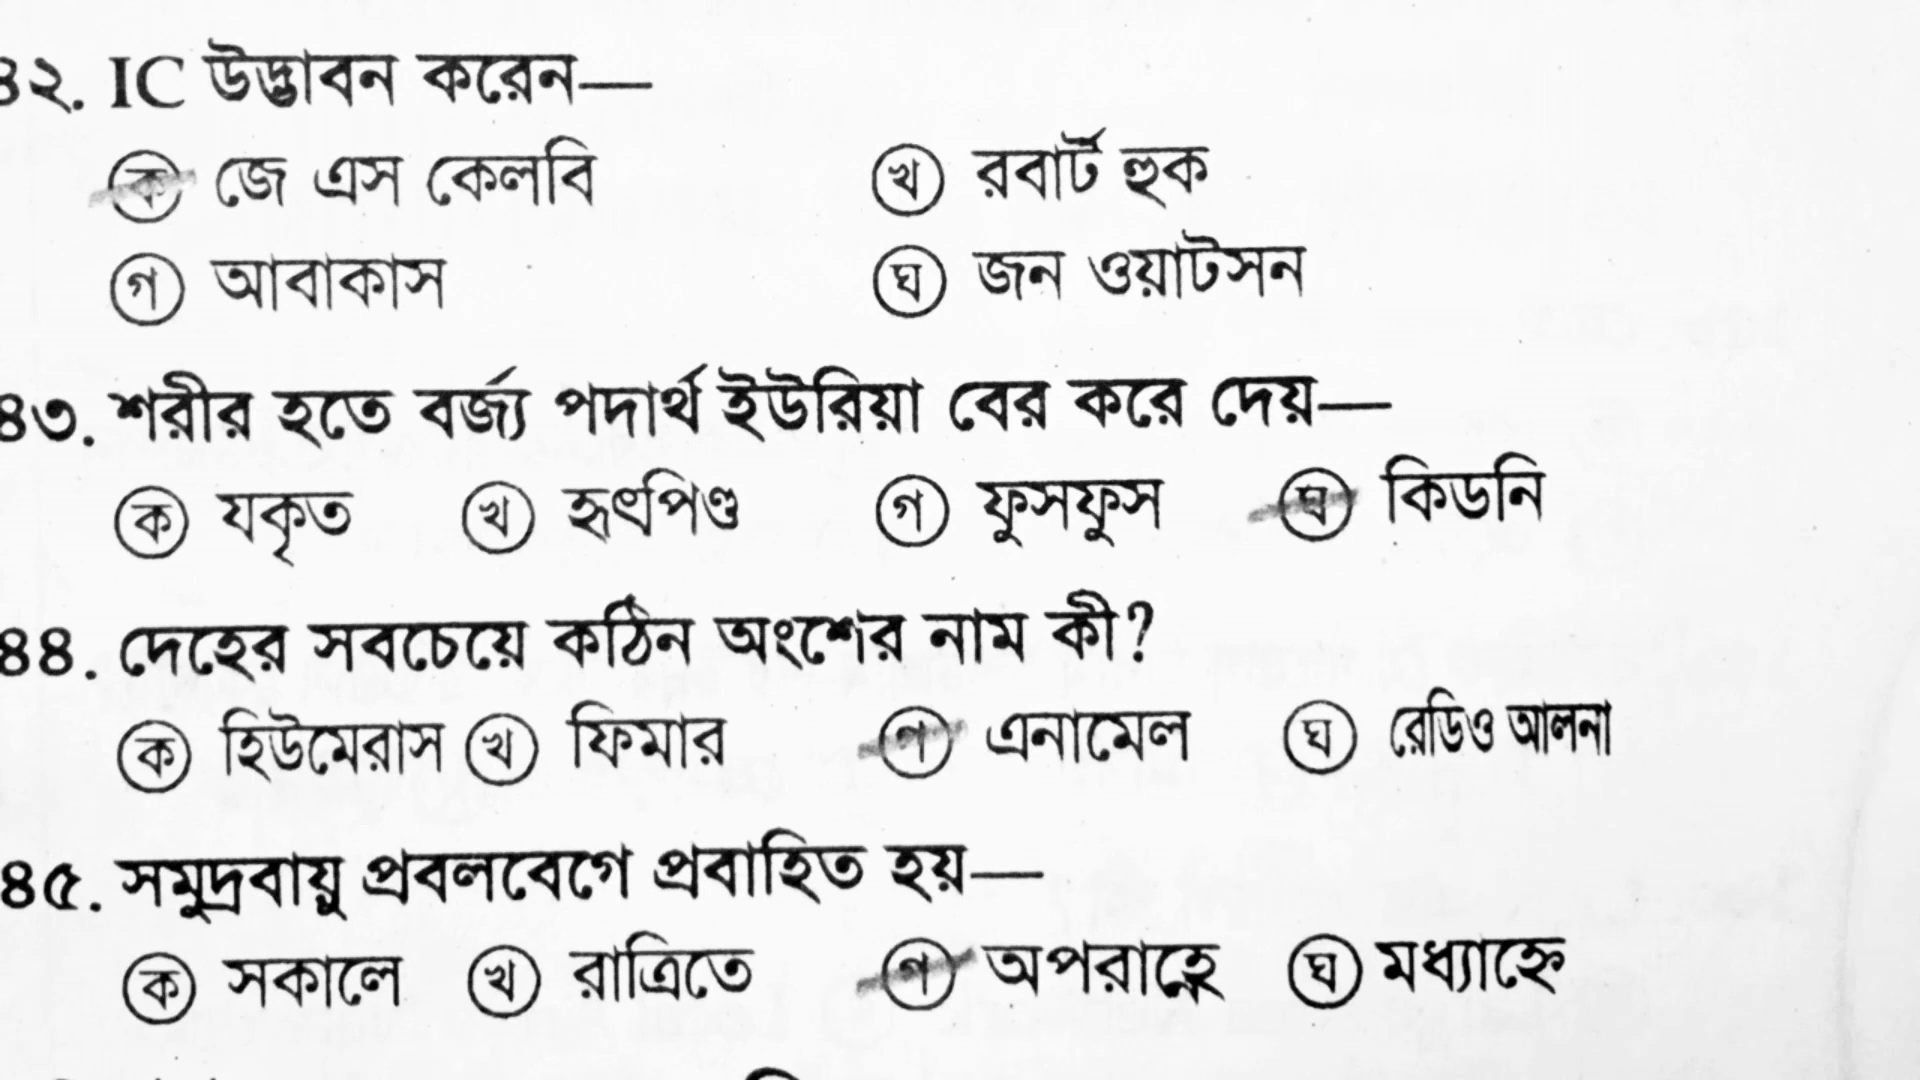 ৪২. IC উদ্ভাবন করেন—
ক জে এস কেলবি খ রবার্ট হুক
গ আবাকাস ঘ জন ওয়াটসন
৪৩. শরীর হতে বর্জ্য পদার্থ ইউরিয়া বের করে দেয়—
ক যকৃত খ হৃৎপিণ্ড গ ফুসফুস ঘ কিডনি
৪৪. দেহের সবচেয়ে কঠিন অংশের নাম কী?
ক হিউমেরাস খ ফিমার গ এনামেল ঘ রেডিও আলনা
৪৫. সমুদ্রবায়ু প্রবলবেগে প্রবাহিত হয়—
ক সকালে খ রাত্রিতে গ অপরাহ্ণে ঘ মধ্যাহ্নে